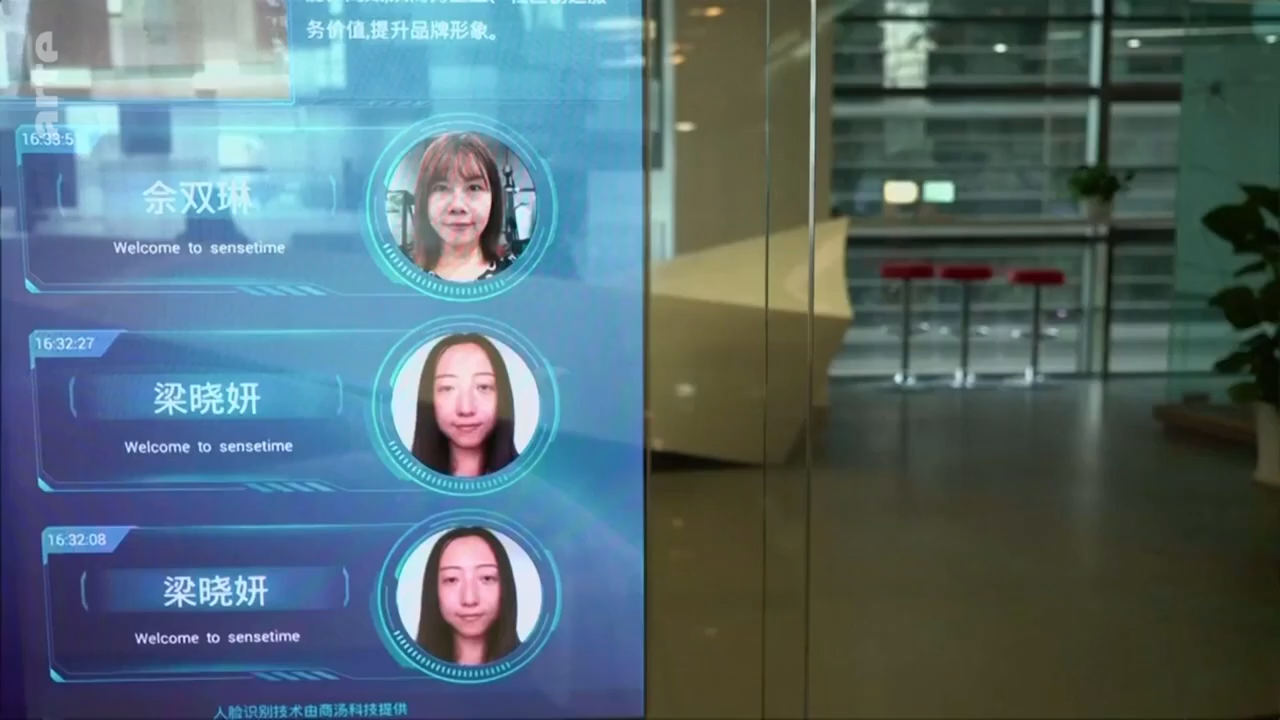 务价值,提升品牌形象。
arte
16:33:5
佘双琳
Welcome to sensetime
16:32:27
梁晓妍
Welcome to sensetime
16:32:08
梁晓妍
Welcome to sensetime
人脸识别技术由商汤科技提供